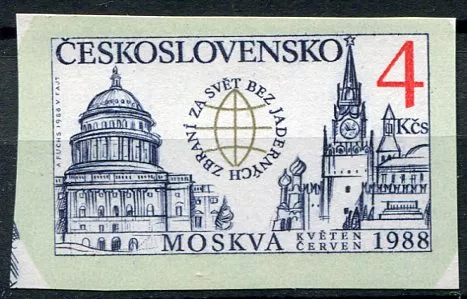 ČESKOSLOVENSKO
4
Kčs
ZA SVĚT BEZ JADERNÝCH ZBRANÍ
A. FUCHS 1988 V. FAJT
MOSKVA
KVĚTEN
ČERVEN
1988